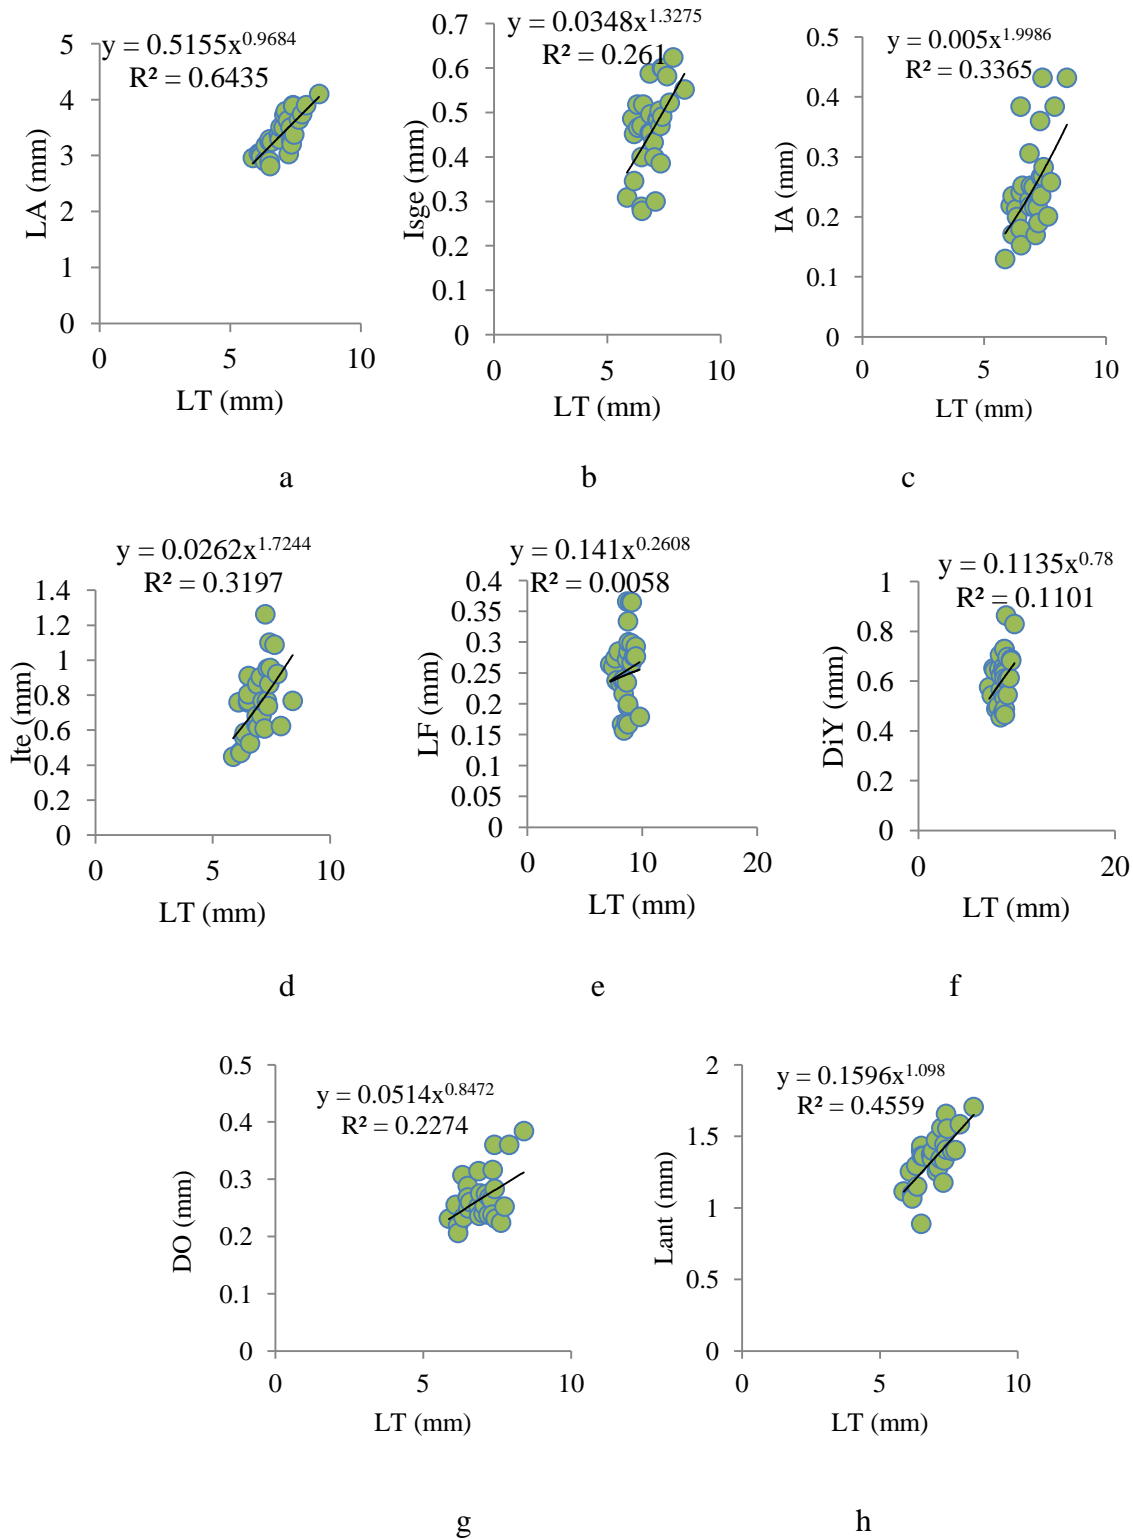 y = 0.5155x^0.9684
R² = 0.6435
LA (mm)
5
4
3
2
1
0
0 5 10
LT (mm)
a
y = 0.0348x^1.3275
R² = 0.261
Isge (mm)
0.7
0.6
0.5
0.4
0.3
0.2
0.1
0
0 5 10
LT (mm)
b
y = 0.005x^1.9986
R² = 0.3365
IA (mm)
0.5
0.4
0.3
0.2
0.1
0
0 5 10
LT (mm)
c
y = 0.0262x^1.7244
R² = 0.3197
Ite (mm)
1.4
1.2
1
0.8
0.6
0.4
0.2
0
0 5 10
LT (mm)
d
y = 0.141x^0.2608
R² = 0.0058
LF (mm)
0.4
0.35
0.3
0.25
0.2
0.15
0.1
0.05
0
0 10 20
LT (mm)
e
y = 0.1135x^0.78
R² = 0.1101
DiY (mm)
1
0.8
0.6
0.4
0.2
0
0 20
LT (mm)
f
y = 0.0514x^0.8472
R² = 0.2274
DO (mm)
0.5
0.4
0.3
0.2
0.1
0
0 5 10
LT (mm)
g
y = 0.1596x^1.098
R² = 0.4559
Lant (mm)
2
1.5
1
0.5
0
0 5 10
LT (mm)
h